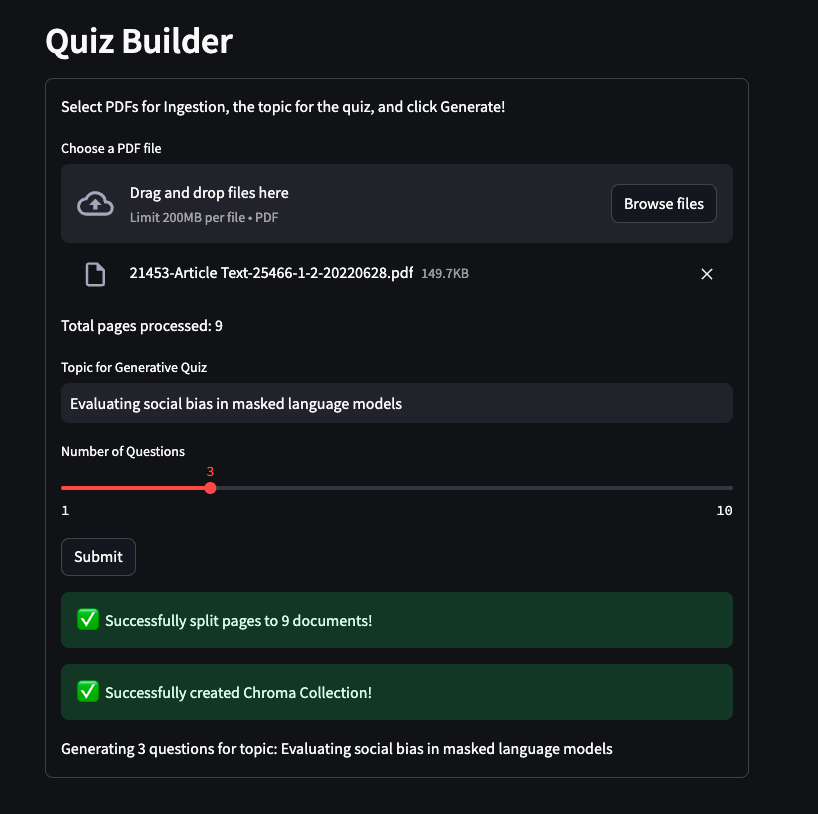 Quiz Builder
Select PDFs for Ingestion, the topic for the quiz, and click Generate!
Choose a PDF file
Drag and drop files here
Limit 200MB per file • PDF
Browse files
21453-Article Text-25466-1-2-20220628.pdf 149.7KB
Total pages processed: 9
Topic for Generative Quiz
Evaluating social bias in masked language models
Number of Questions
3
1 10
Submit
✅ Successfully split pages to 9 documents!
✅ Successfully created Chroma Collection!
Generating 3 questions for topic: Evaluating social bias in masked language models